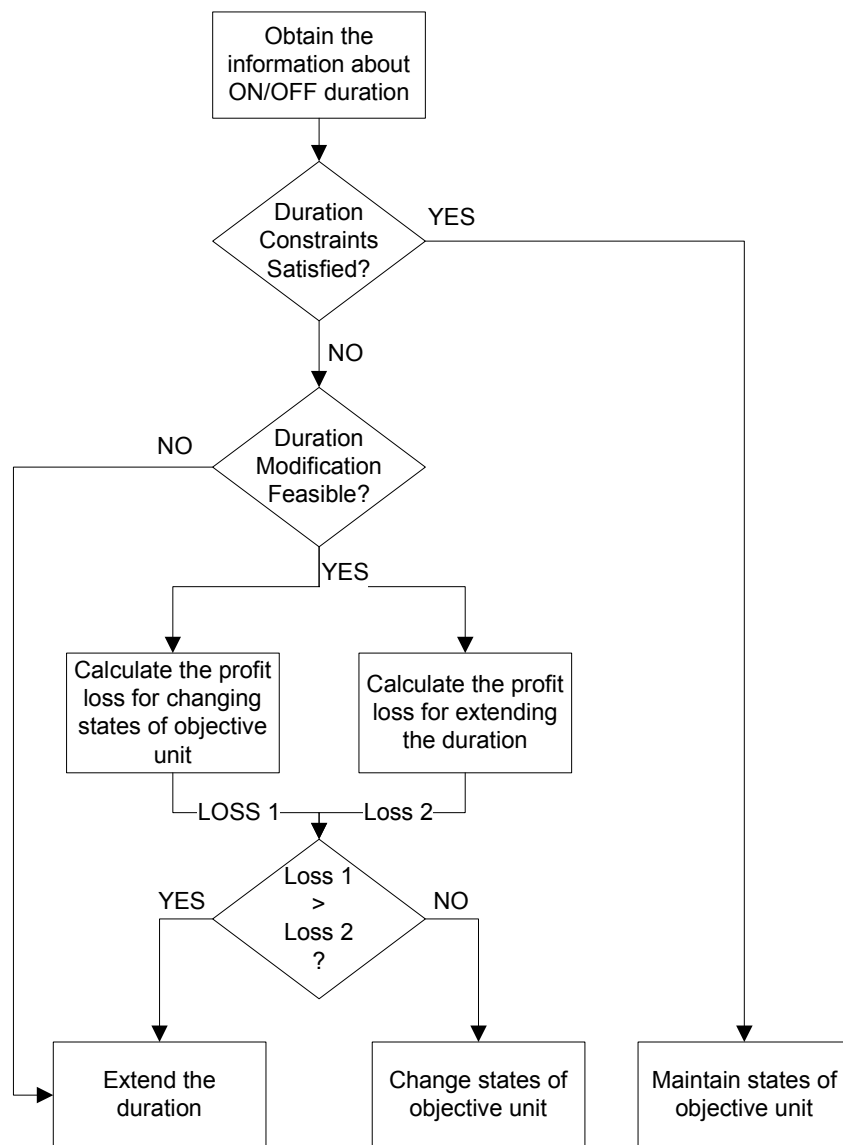 Obtain the
information about
ON/OFF duration
Duration
Constraints
Satisfied?
YES
NO
Duration
Modification
Feasible?
NO
YES
Calculate the profit
loss for changing
states of objective
unit
Calculate the profit
loss for extending
the duration
LOSS 1
Loss 2
Loss 1
>
Loss 2
?
YES
NO
Extend the
duration
Change states of
objective unit
Maintain states of
objective unit